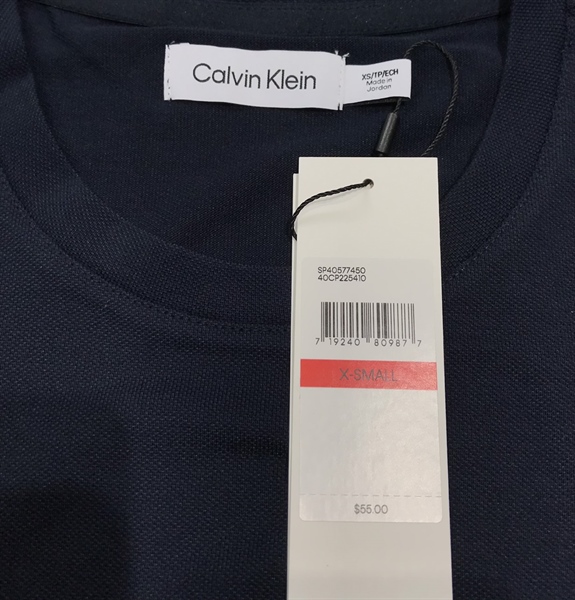 Calvin Klein
XS/TP/ECH
Made in
Jordan
SP40577450
40CP225410
7 19240 80987 7
X-SMALL
$55.00